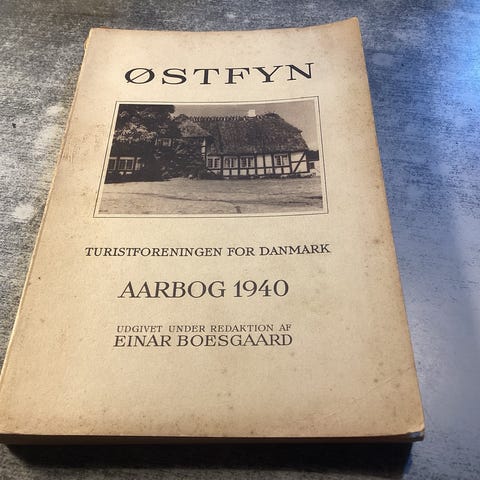 ØSTFYN
TURISTFORENINGEN FOR DANMARK
AARBOG 1940
UDGIVET UNDER REDAKTION AF
EINAR BOESGAARD